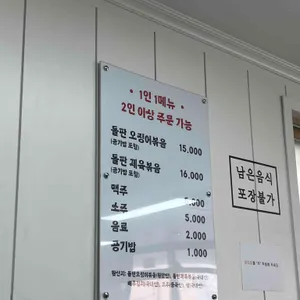 * 1인 1메뉴 *
2인 이상 주문 가능
돌판 오징어볶음 15,000
(공기밥 포함)
돌판 제육볶음 16,000
(공기밥 포함)
맥주
소주 5,000
음료 2,000
공기밥 1,000
남은음식
포장불가